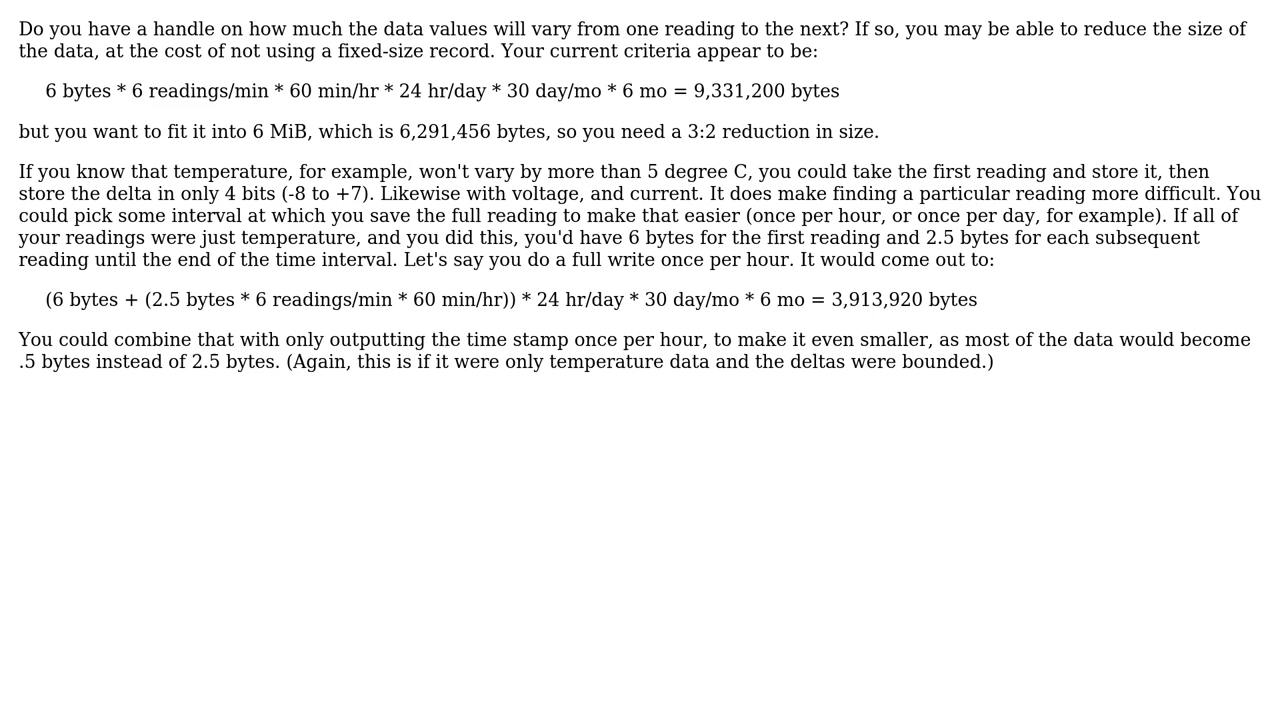 Do you have a handle on how much the data values will vary from one reading to the next? If so, you may be able to reduce the size of
the data, at the cost of not using a fixed-size record. Your current criteria appear to be:
6 bytes * 6 readings/min * 60 min/hr * 24 hr/day * 30 day/mo * 6 mo = 9,331,200 bytes
but you want to fit it into 6 MiB, which is 6,291,456 bytes, so you need a 3:2 reduction in size.
If you know that temperature, for example, won't vary by more than 5 degree C, you could take the first reading and store it, then
store the delta in only 4 bits (-8 to +7). Likewise with voltage, and current. It does make finding a particular reading more difficult. You
could pick some interval at which you save the full reading to make that easier (once per hour, or once per day, for example). If all of
your readings were just temperature, and you did this, you'd have 6 bytes for the first reading and 2.5 bytes for each subsequent
reading until the end of the time interval. Let's say you do a full write once per hour. It would come out to:
(6 bytes + (2.5 bytes * 6 readings/min * 60 min/hr)) * 24 hr/day * 30 day/mo * 6 mo = 3,913,920 bytes
You could combine that with only outputting the time stamp once per hour, to make it even smaller, as most of the data would become
.5 bytes instead of 2.5 bytes. (Again, this is if it were only temperature data and the deltas were bounded.)